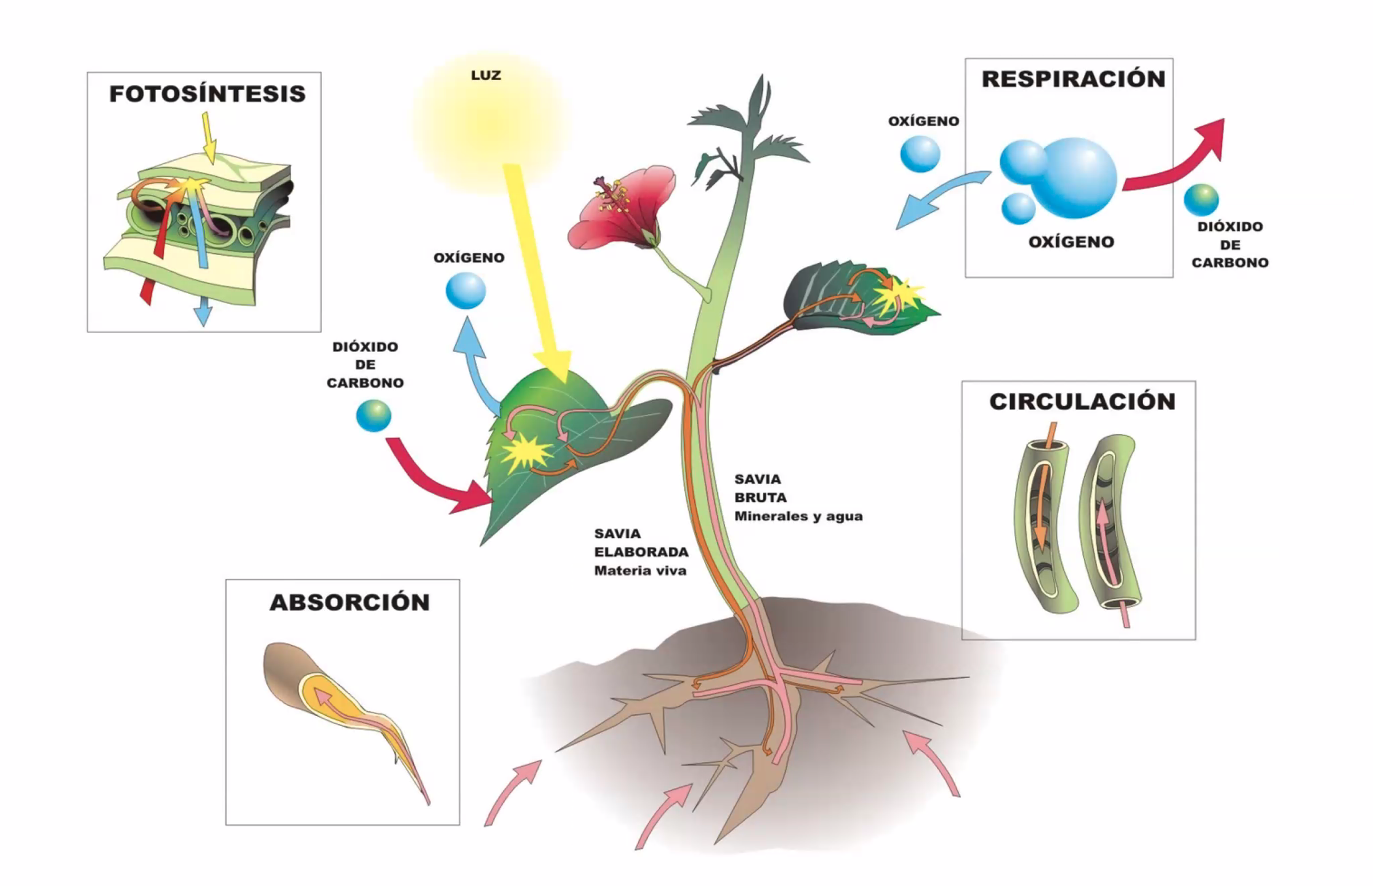 FOTOSÍNTESIS
LUZ
RESPIRACIÓN
OXÍGENO
OXÍGENO
DIÓXIDO
DE
CARBONO
OXÍGENO
DIÓXIDO
DE
CARBONO
CIRCULACIÓN
SAVIA
BRUTA
Minerales y agua
SAVIA
ELABORADA
Materia viva
ABSORCIÓN